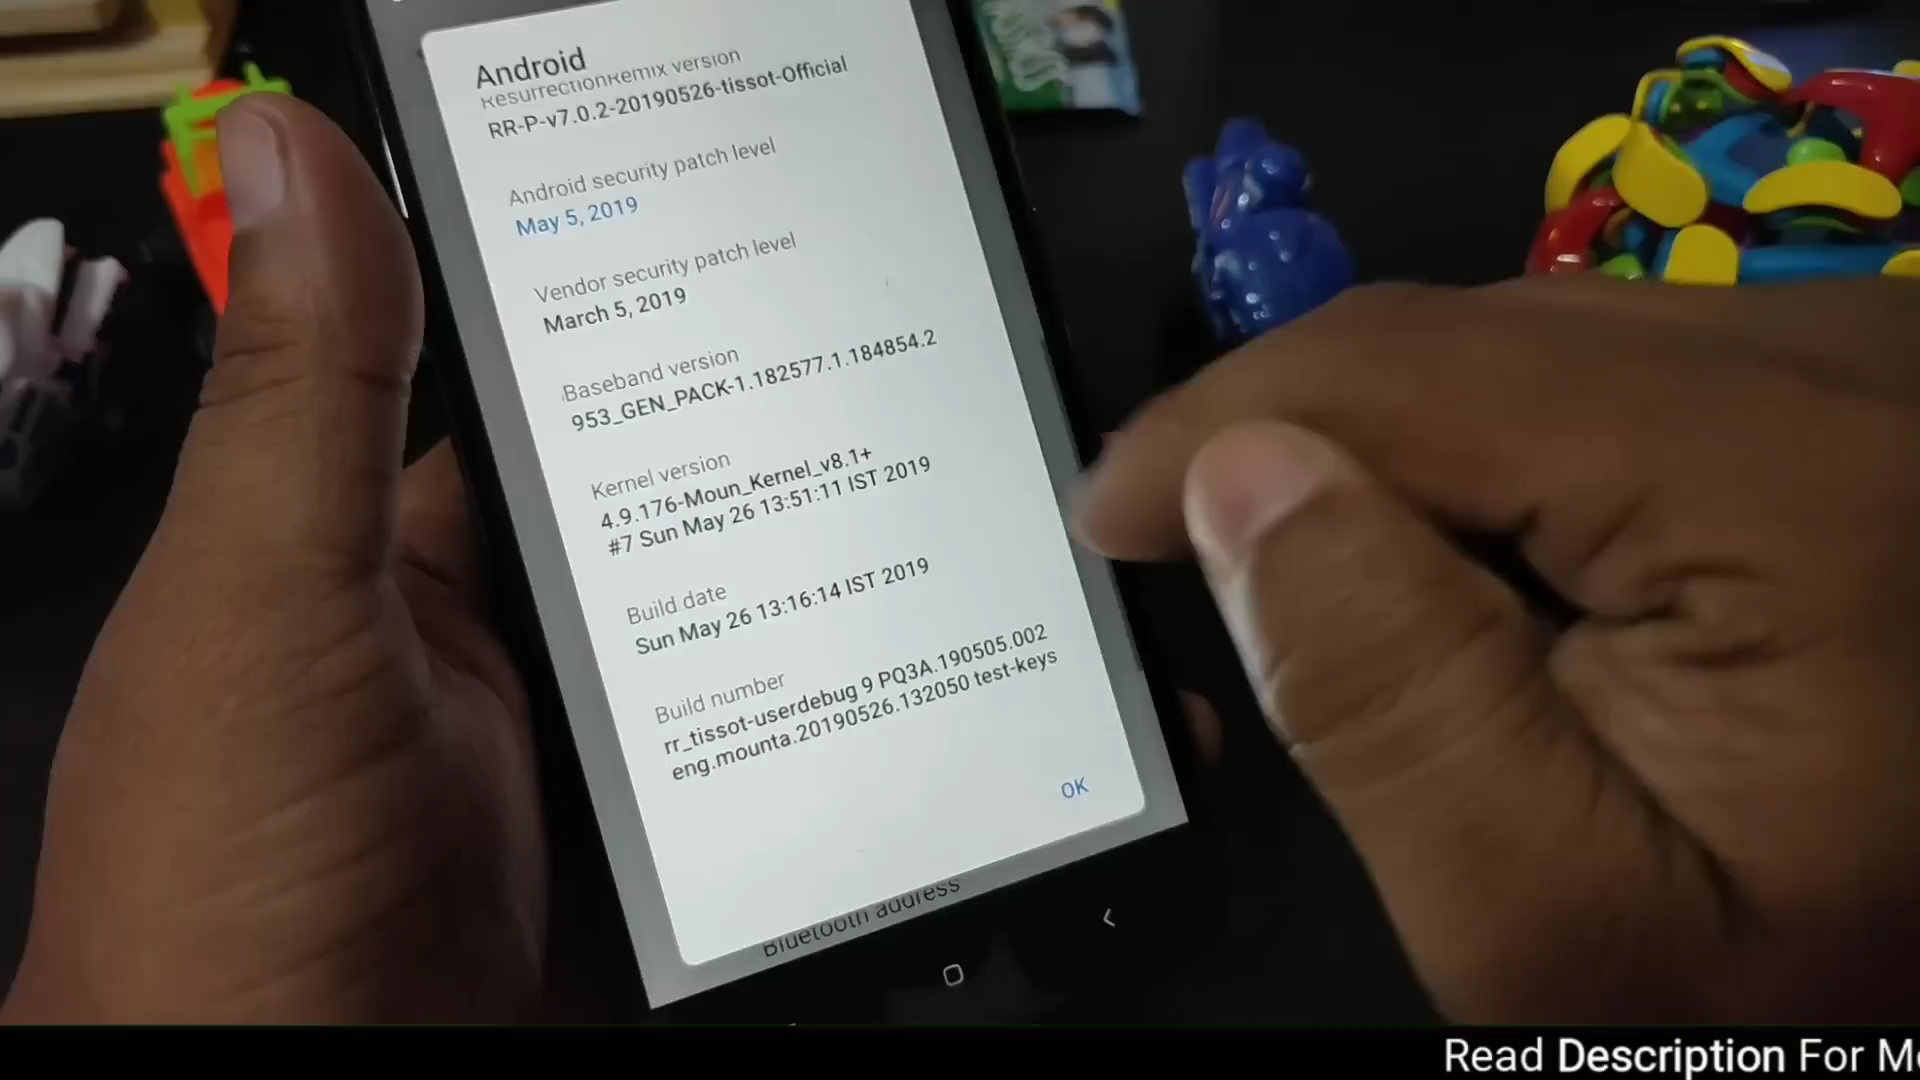 Android
ResurrectionRemix version
RR-P-v7.0.2-20190526-tissot-Official
Android security patch level
May 5, 2019
Vendor security patch level
March 5, 2019
Baseband version
953_GEN_PACK-1.182577.1.184854.2
Kernel version
4.9.176-Moun_Kernel_v8.1+
#7 Sun May 26 13:51:11 IST 2019
Build date
Sun May 26 13:16:14 IST 2019
Build number
rr_tissot-userdebug 9 PQ3A.190505.002
eng.mounta.20190526.132050 test-keys
OK
Bluetooth address
Read Description For